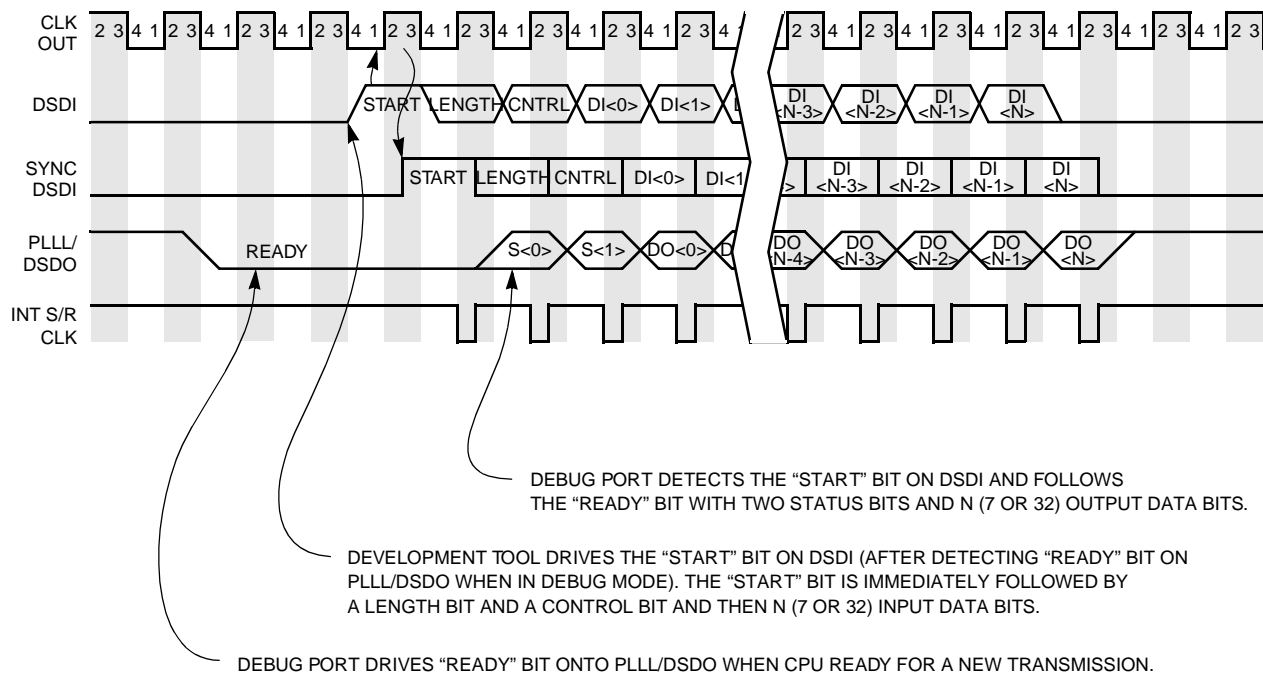 CLK
OUT
2 3 4 1 2 3 4 1 2 3 4 1 2 3 4 1 2 3 4 1 2 3 4 1 2 3 4 1 2 3 4 1 2 3 4 2 3 4 1 2 3 4 1 2 3 4 1 2 3 4 1 2 3 4 1 2 3 4 1 2 3
DSDI
START LENGTH CNTRL DI<0> DI<1>
DI DI DI DI
<N-3> <N-2> <N-1> <N>
SYNC
DSDI
START LENGTH CNTRL DI<0> DI<1
DI DI DI DI
<N-3> <N-2> <N-1> <N>
PLLL/
DSDO
READY S<0> S<1> DO<0>
DO DO DO DO DO
<N-4> <N-3> <N-2> <N-1> <N>
INT S/R
CLK
DEBUG PORT DETECTS THE “START” BIT ON DSDI AND FOLLOWS
THE “READY” BIT WITH TWO STATUS BITS AND N (7 OR 32) OUTPUT DATA BITS.
DEVELOPMENT TOOL DRIVES THE “START” BIT ON DSDI (AFTER DETECTING “READY” BIT ON
PLLL/DSDO WHEN IN DEBUG MODE). THE “START” BIT IS IMMEDIATELY FOLLOWED BY
A LENGTH BIT AND A CONTROL BIT AND THEN N (7 OR 32) INPUT DATA BITS.
DEBUG PORT DRIVES “READY” BIT ONTO PLLL/DSDO WHEN CPU READY FOR A NEW TRANSMISSION.